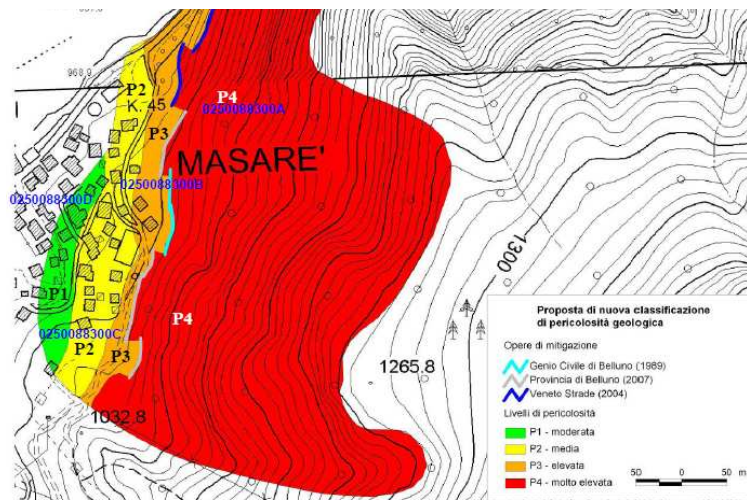 968.9
P2
K. 45
P4
0250088300A
P3
MASARE'
0250088300B
0250088300D
P1
1300
P4
0250088300C
P2
P3
1265.8
1032.8
Proposta di nuova classificazione
di pericolosità geologica
Opere di mitigazione
Genio Civile di Belluno (1989)
Provincia di Belluno (2007)
Veneto Strade (2004)
Livelli di pericolosità
P1 - moderata
P2 - media
P3 - elevata
P4 - molto elevata
50 0 50 m